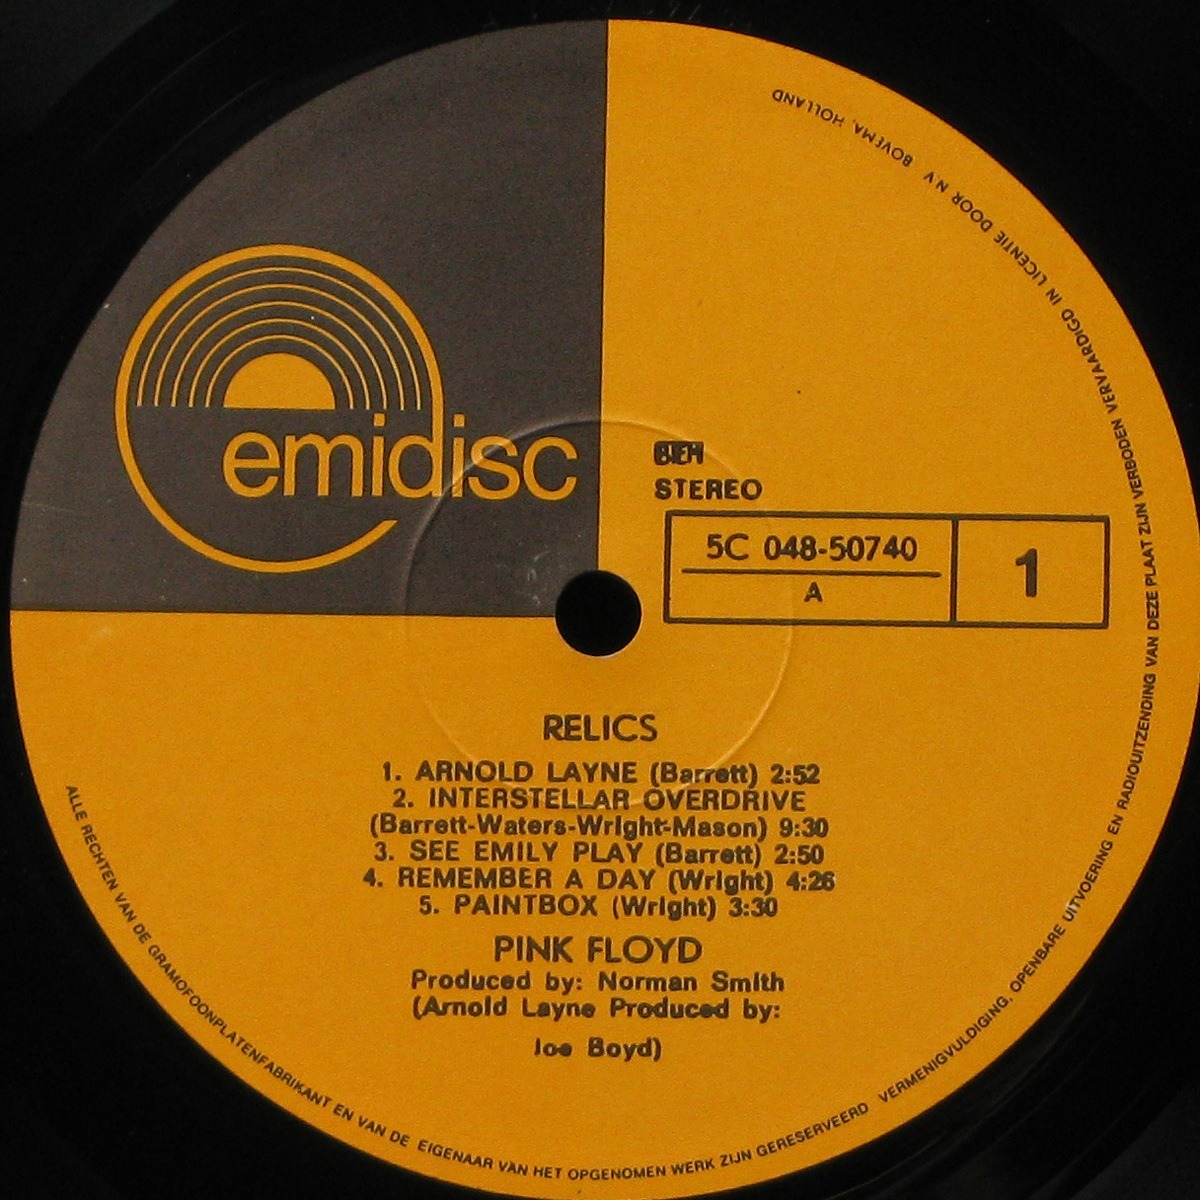 emidisc
STEREO
5C 048-50740
A
1
RELICS
1. ARNOLD LAYNE (Barrett) 2:52
2. INTERSTELLAR OVERDRIVE
(Barrett-Waters-Wright-Mason) 9:30
3. SEE EMILY PLAY (Barrett) 2:50
4. REMEMBER A DAY (Wright) 4:26
5. PAINTBOX (Wright) 3:30
PINK FLOYD
Produced by: Norman Smith
(Arnold Layne Produced by:
Joe Boyd)
ALLE RECHTEN VAN DE GRAMOFOONPLATENFABRIKANT EN VAN DE EIGENAAR VAN HET OPGENOMEN WERK ZIJN GERESERVEERD VERMENIGVULDIGING, OPENBARE UITVOERING EN RADIOUITZENDING VAN DEZE PLAAT ZIJN VERBODEN VERVAARDIGD IN LICENTIE DOOR N.V. BOVEMA, HOLLAND